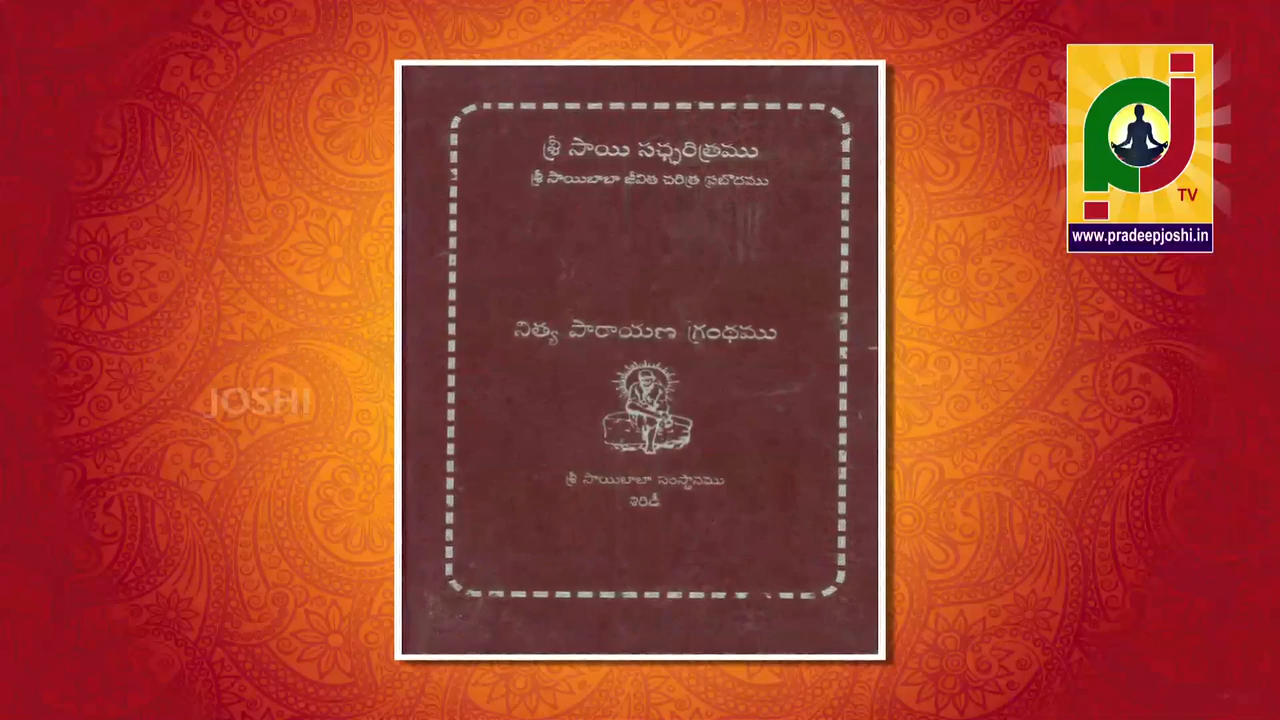 శ్రీ సాయి సచ్చరిత్రము
శ్రీ సాయిబాబా జీవిత చరిత్ర ప్రబోధము
నిత్య పారాయణ గ్రంథము
శ్రీ సాయిబాబా సంస్థానము
శిరిడీ
JOSHI
TV
www.pradeepjoshi.in